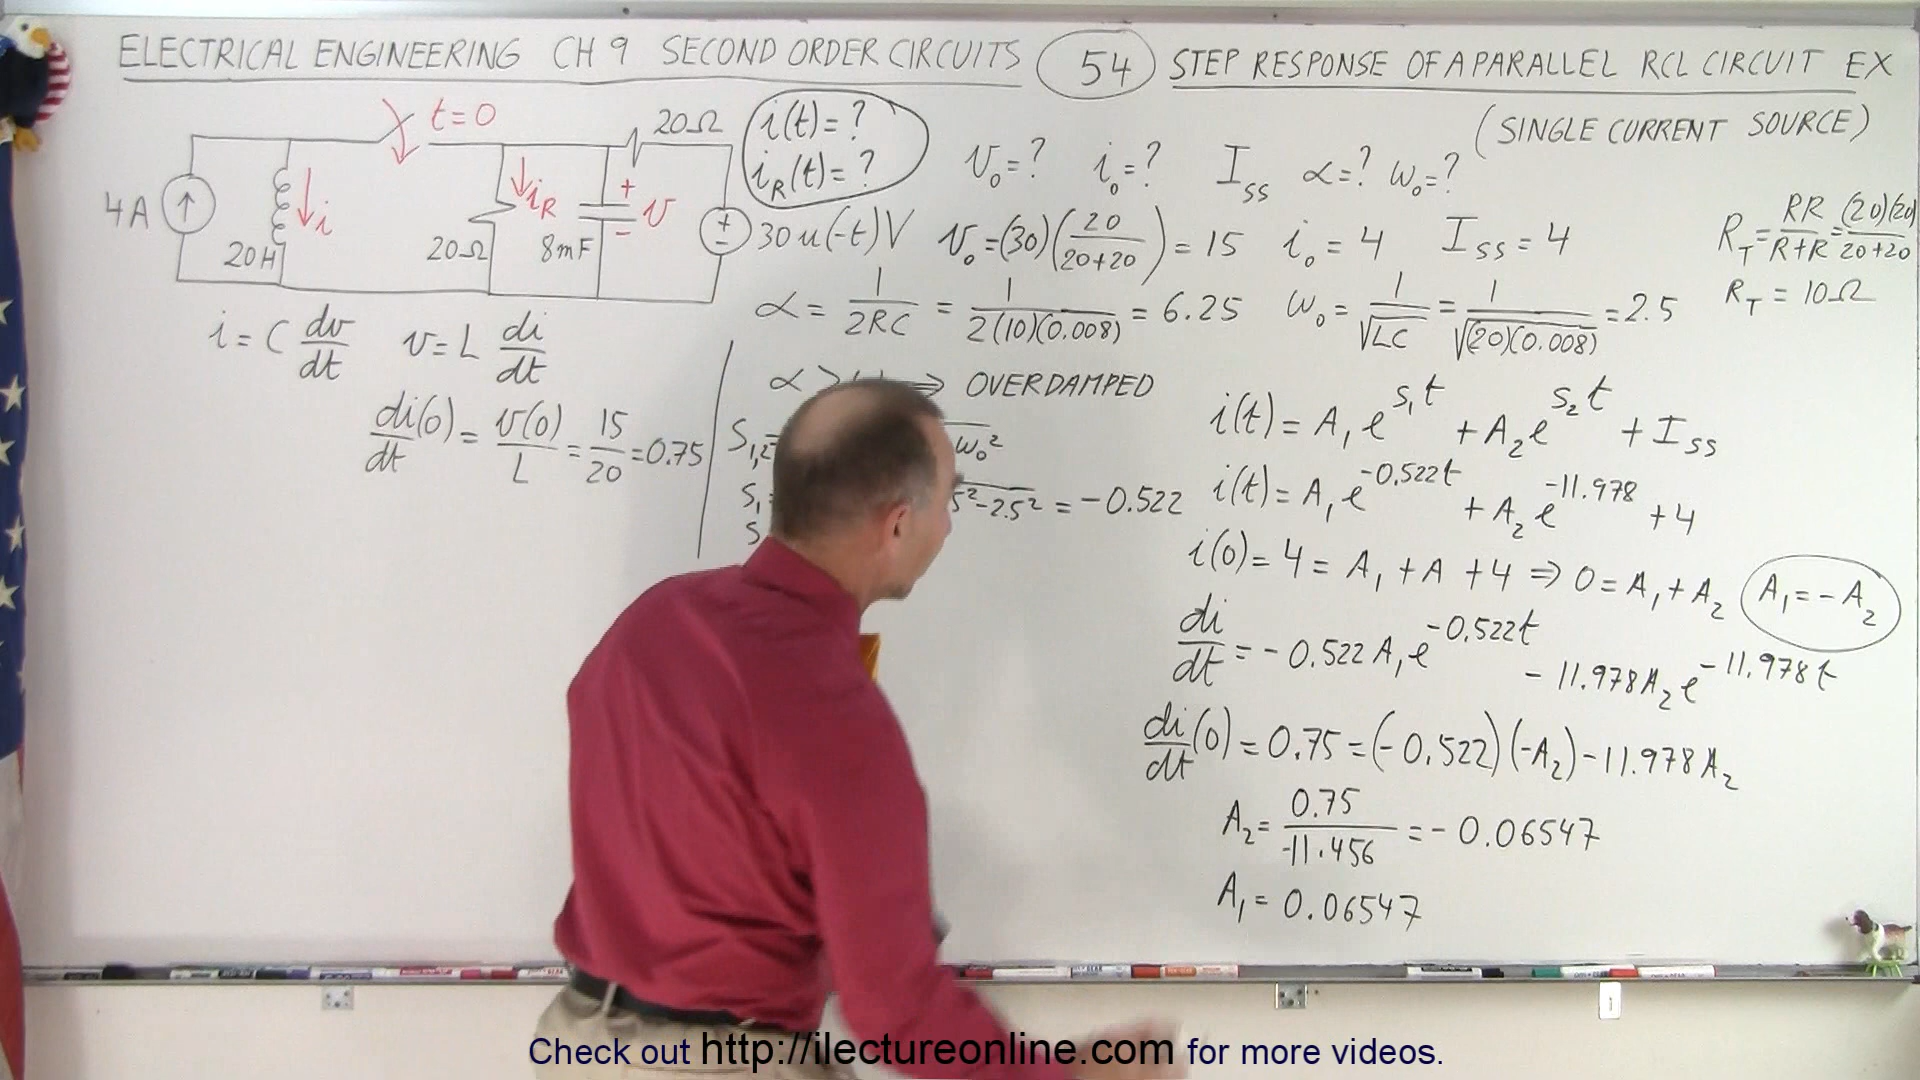 ELECTRICAL ENGINEERING CH 9 SECOND ORDER CIRCUITS 54 STEP RESPONSE OF A PARALLEL RCL CIRCUIT EX
(SINGLE CURRENT SOURCE)
t=0
20Ω
4A
i
20H
i_R
20Ω
8mF
+
v
-
30u(-t)V
i(t)=?
i_R(t)=?
v₀=? i₀=? I_SS α=? ω₀=?
v₀=(30)(20/(20+20))=15 i₀=4 I_SS=4
R_T=RR/(R+R)=(20)(20)/(20+20)
R_T=10Ω
α=1/(2RC)=1/(2(10)(0.008))=6.25 ω₀=1/√(LC)=1/√((20)(0.008))=2.5
i=C dv/dt v=L di/dt
di(0)/dt=v(0)/L=15/20=0.75
α> ⇒ OVERDAMPED
S₁,₂= ω₀²
S₁= 5²-2.5²=-0.522
S
i(t)=A₁e^(s₁t)+A₂e^(s₂t)+I_SS
i(t)=A₁e^(-0.522t)+A₂e^(-11.978)+4
i(0)=4=A₁+A+4⇒0=A₁+A₂ A₁=-A₂
di/dt=-0.522A₁e^(-0.522t)-11.978A₂e^(-11.978t)
di/dt(0)=0.75=(-0.522)(-A₂)-11.978A₂
A₂=0.75/-11.456=-0.06547
A₁=0.06547
Check out http://ilectureonline.com for more videos.